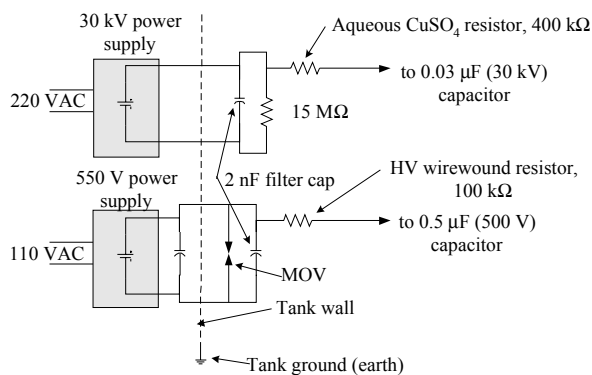 30 kV power
supply
Aqueous CuSO4 resistor, 400 kΩ
220 VAC
15 MΩ
to 0.03 μF (30 kV)
capacitor
550 V power
supply
2 nF filter cap
HV wirewound resistor,
100 kΩ
110 VAC
to 0.5 μF (500 V)
capacitor
MOV
Tank wall
Tank ground (earth)